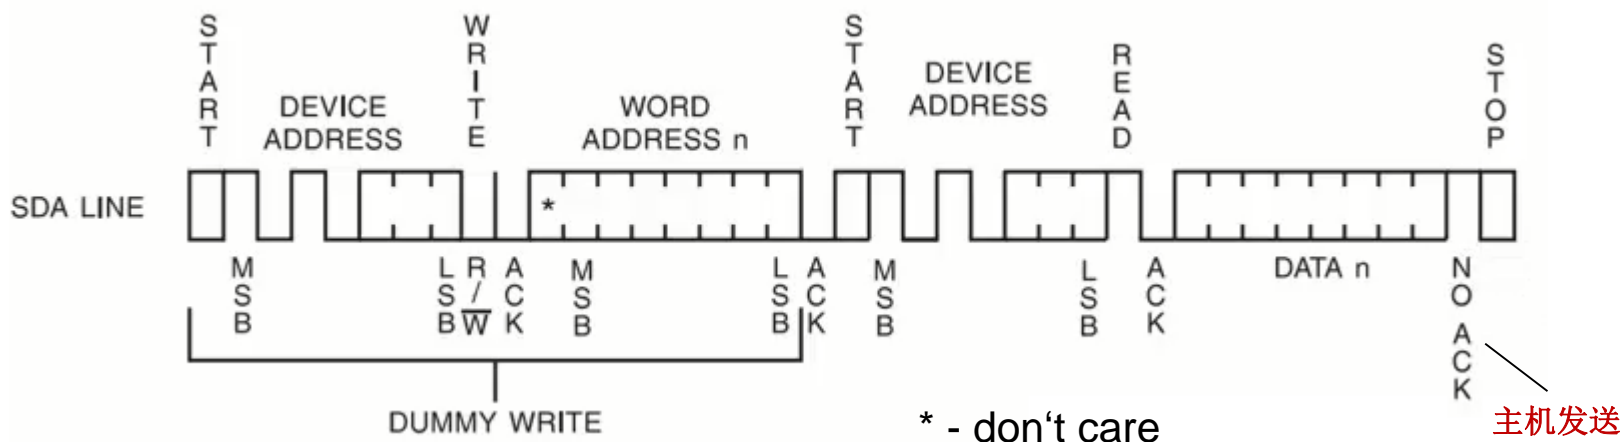 START
WRITE
START
READ
STOP
DEVICE
ADDRESS
WORD
ADDRESS n
DEVICE
ADDRESS
SDA LINE
*
MSB
LSB
R/W̅
ACK
MSB
LSB
ACK
MSB
LSB
ACK
DATA n
NO ACK
DUMMY WRITE
* - don‘t care
主机发送